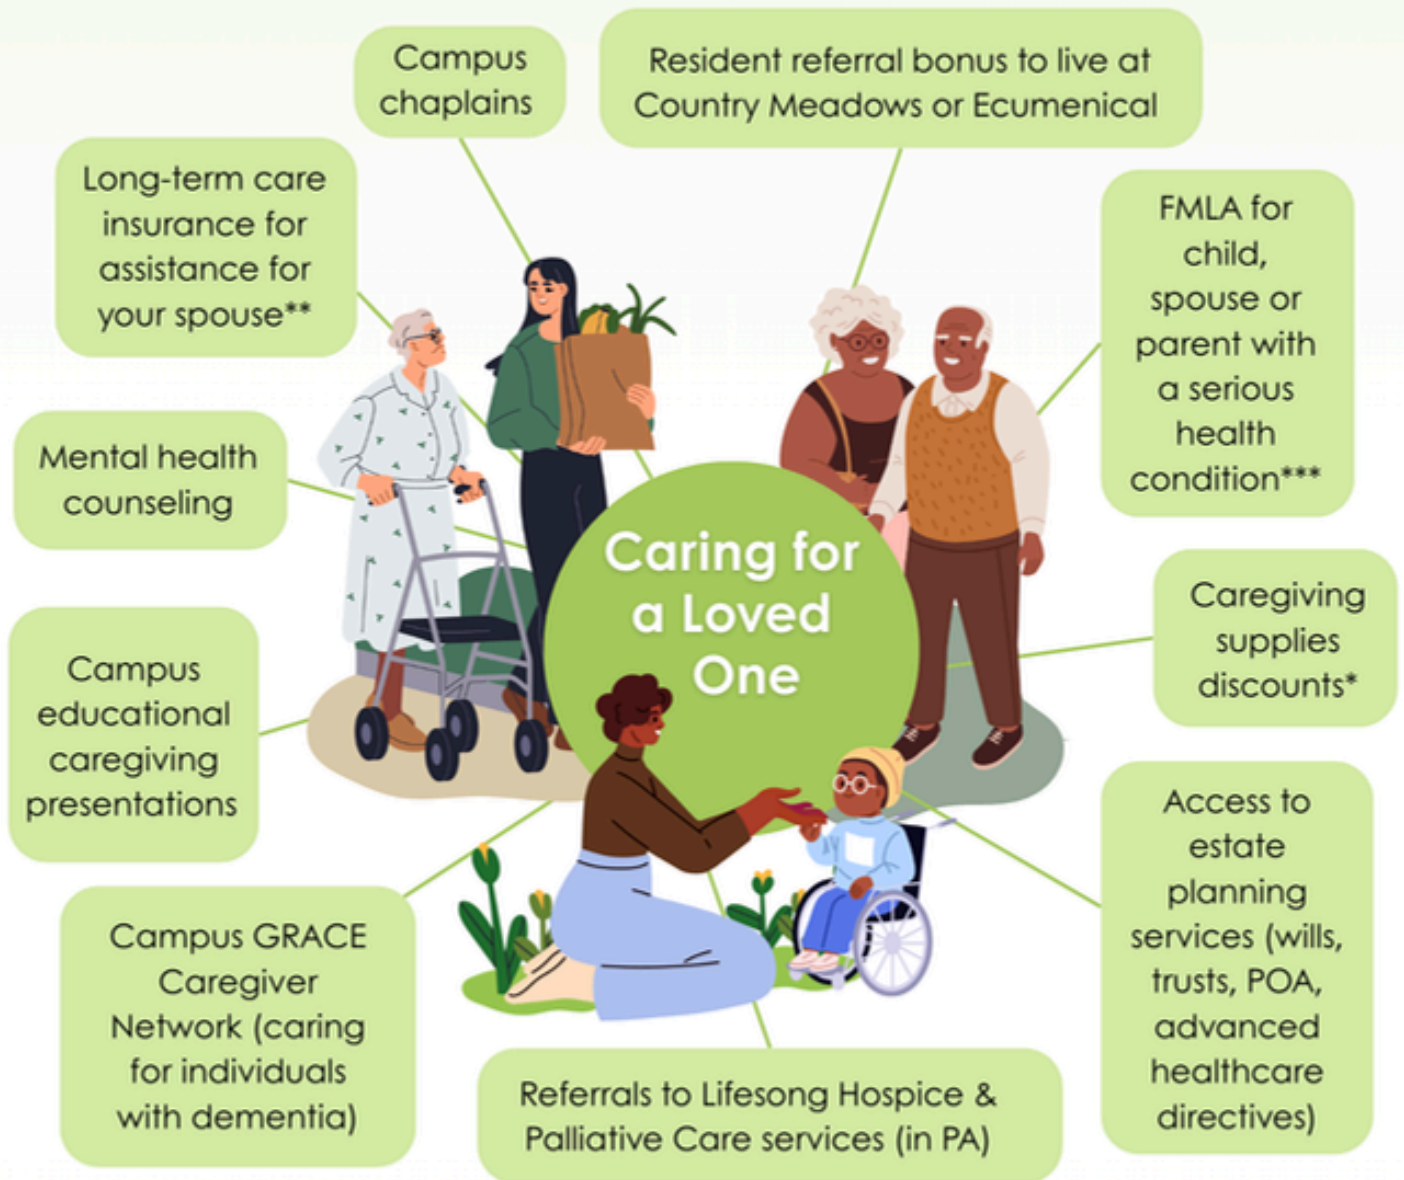 Campus
chaplains
Resident referral bonus to live at
Country Meadows or Ecumenical
Long-term care
insurance for
assistance for
your spouse**
FMLA for
child,
spouse or
parent with
a serious
health
condition***
Mental health
counseling
Caring for
a Loved
One
Caregiving
supplies
discounts*
Campus
educational
caregiving
presentations
Access to
estate
planning
services (wills,
trusts, POA,
advanced
healthcare
directives)
Campus GRACE
Caregiver
Network (caring
for individuals
with dementia)
Referrals to Lifesong Hospice &
Palliative Care services (in PA)